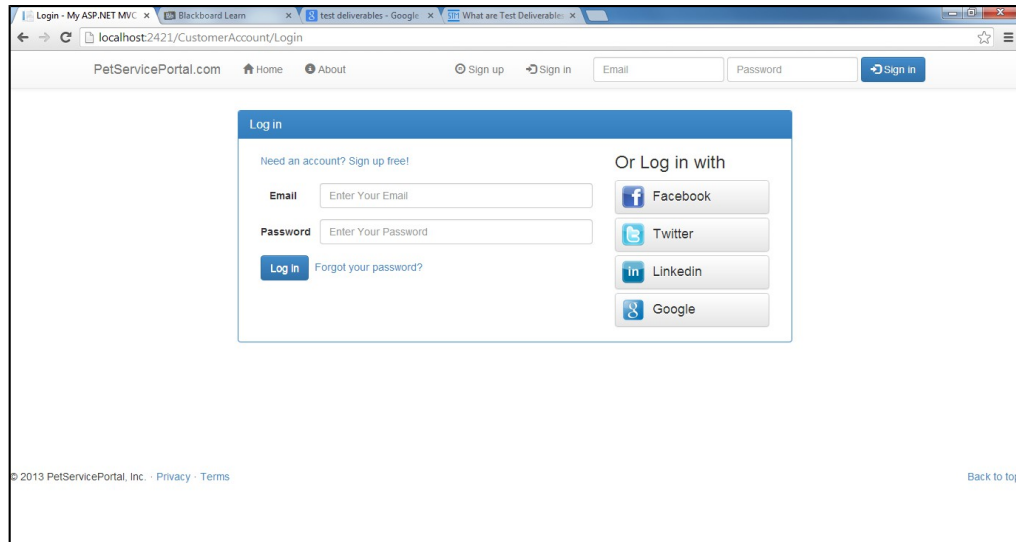 Login - My ASP.NET MVC
Blackboard Learn
test deliverables - Google
What are Test Deliverables
localhost:2421/CustomerAccount/Login
PetServicePortal.com Home About Sign up Sign in Email Password Sign in
Log in
Need an account? Sign up free!
Email Enter Your Email
Password Enter Your Password
Log in Forgot your password?
Or Log in with
Facebook
Twitter
Linkedin
Google
© 2013 PetServicePortal, Inc. · Privacy · Terms
Back to top